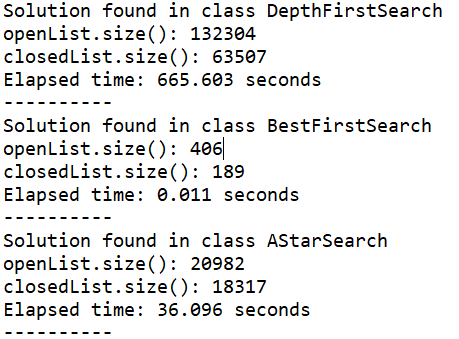 Solution found in class DepthFirstSearch
openList.size(): 132304
closedList.size(): 63507
Elapsed time: 665.603 seconds
----------
Solution found in class BestFirstSearch
openList.size(): 406
closedList.size(): 189
Elapsed time: 0.011 seconds
----------
Solution found in class AStarSearch
openList.size(): 20982
closedList.size(): 18317
Elapsed time: 36.096 seconds
----------